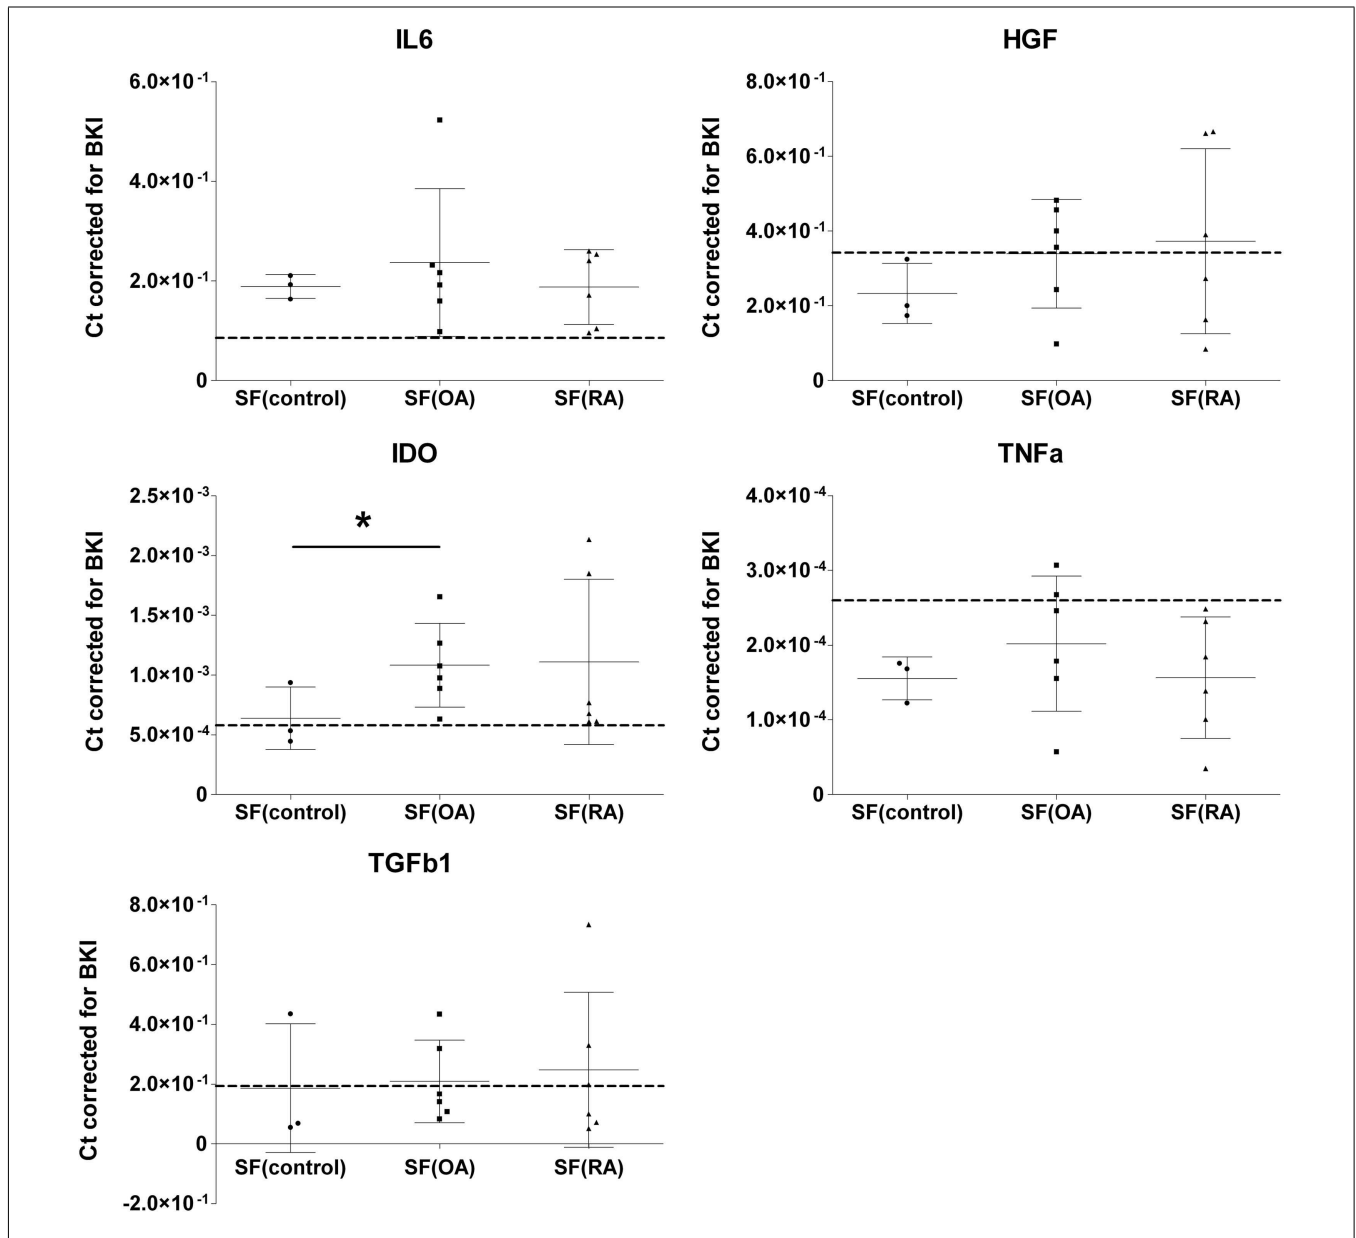 IL6
Ct corrected for BKI
6.0×10⁻¹
4.0×10⁻¹
2.0×10⁻¹
0
SF(control) SF(OA) SF(RA)
HGF
Ct corrected for BKI
8.0×10⁻¹
6.0×10⁻¹
4.0×10⁻¹
2.0×10⁻¹
0
SF(control) SF(OA) SF(RA)
IDO
Ct corrected for BKI
2.5×10⁻³
2.0×10⁻³
1.5×10⁻³
1.0×10⁻³
5.0×10⁻⁴
0
*
SF(control) SF(OA) SF(RA)
TNFa
Ct corrected for BKI
4.0×10⁻⁴
3.0×10⁻⁴
2.0×10⁻⁴
1.0×10⁻⁴
0
SF(control) SF(OA) SF(RA)
TGFb1
Ct corrected for BKI
8.0×10⁻¹
6.0×10⁻¹
4.0×10⁻¹
2.0×10⁻¹
0
SF(control) SF(OA) SF(RA)
-2.0×10⁻¹